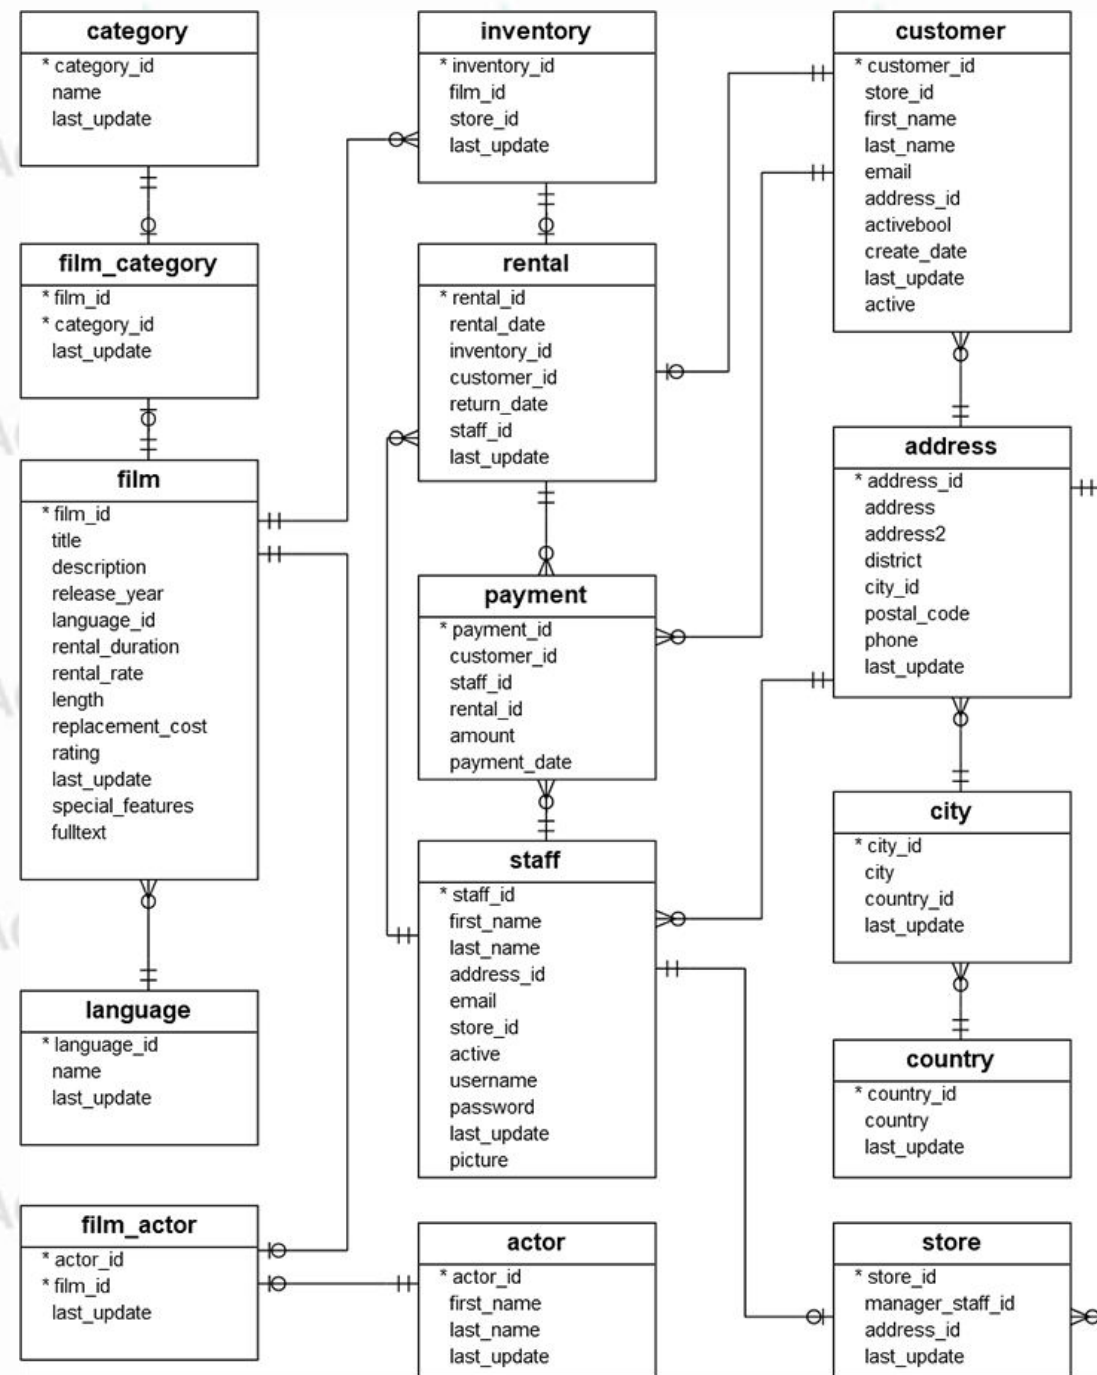 category
* category_id
name
last_update
film_category
* film_id
* category_id
last_update
film
* film_id
title
description
release_year
language_id
rental_duration
rental_rate
length
replacement_cost
rating
last_update
special_features
fulltext
language
* language_id
name
last_update
film_actor
* actor_id
* film_id
last_update
inventory
* inventory_id
film_id
store_id
last_update
rental
* rental_id
rental_date
inventory_id
customer_id
return_date
staff_id
last_update
payment
* payment_id
customer_id
staff_id
rental_id
amount
payment_date
staff
* staff_id
first_name
last_name
address_id
email
store_id
active
username
password
last_update
picture
actor
* actor_id
first_name
last_name
last_update
customer
* customer_id
store_id
first_name
last_name
email
address_id
activebool
create_date
last_update
active
address
* address_id
address
address2
district
city_id
postal_code
phone
last_update
city
* city_id
city
country_id
last_update
country
* country_id
country
last_update
store
* store_id
manager_staff_id
address_id
last_update